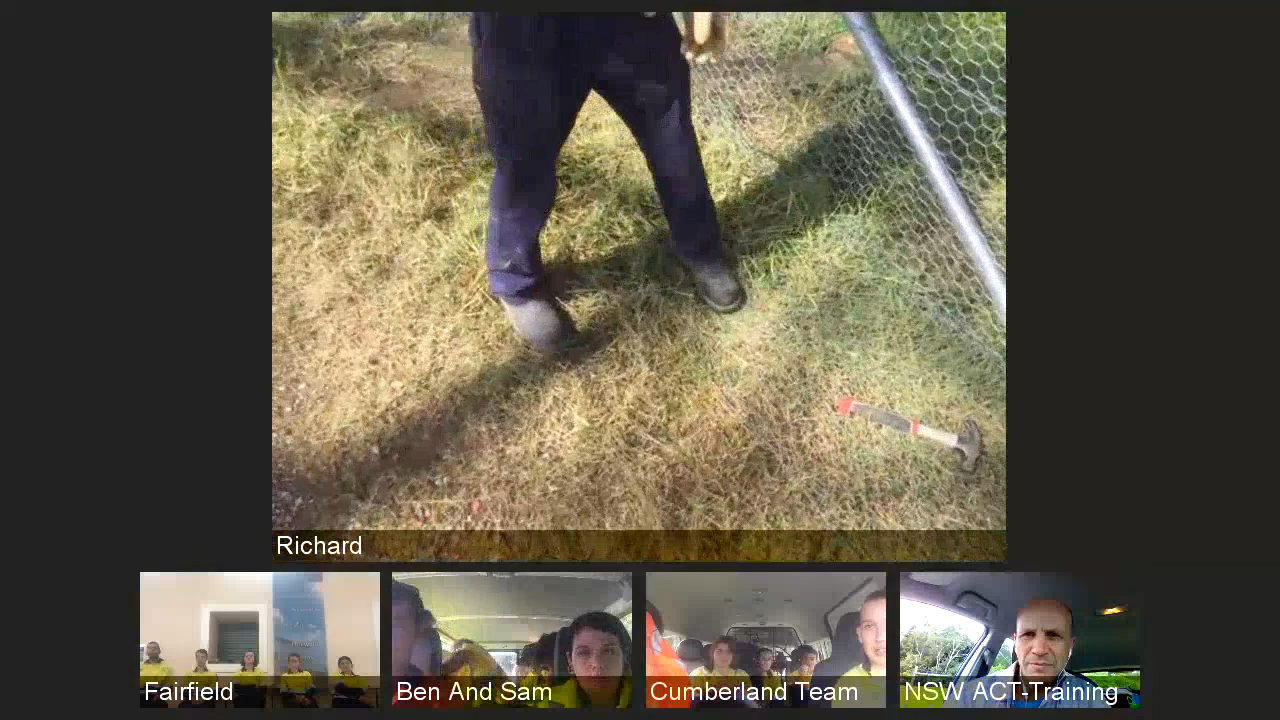 Richard
Fairfield
Ben And Sam
Cumberland Team
NSW ACT-Training